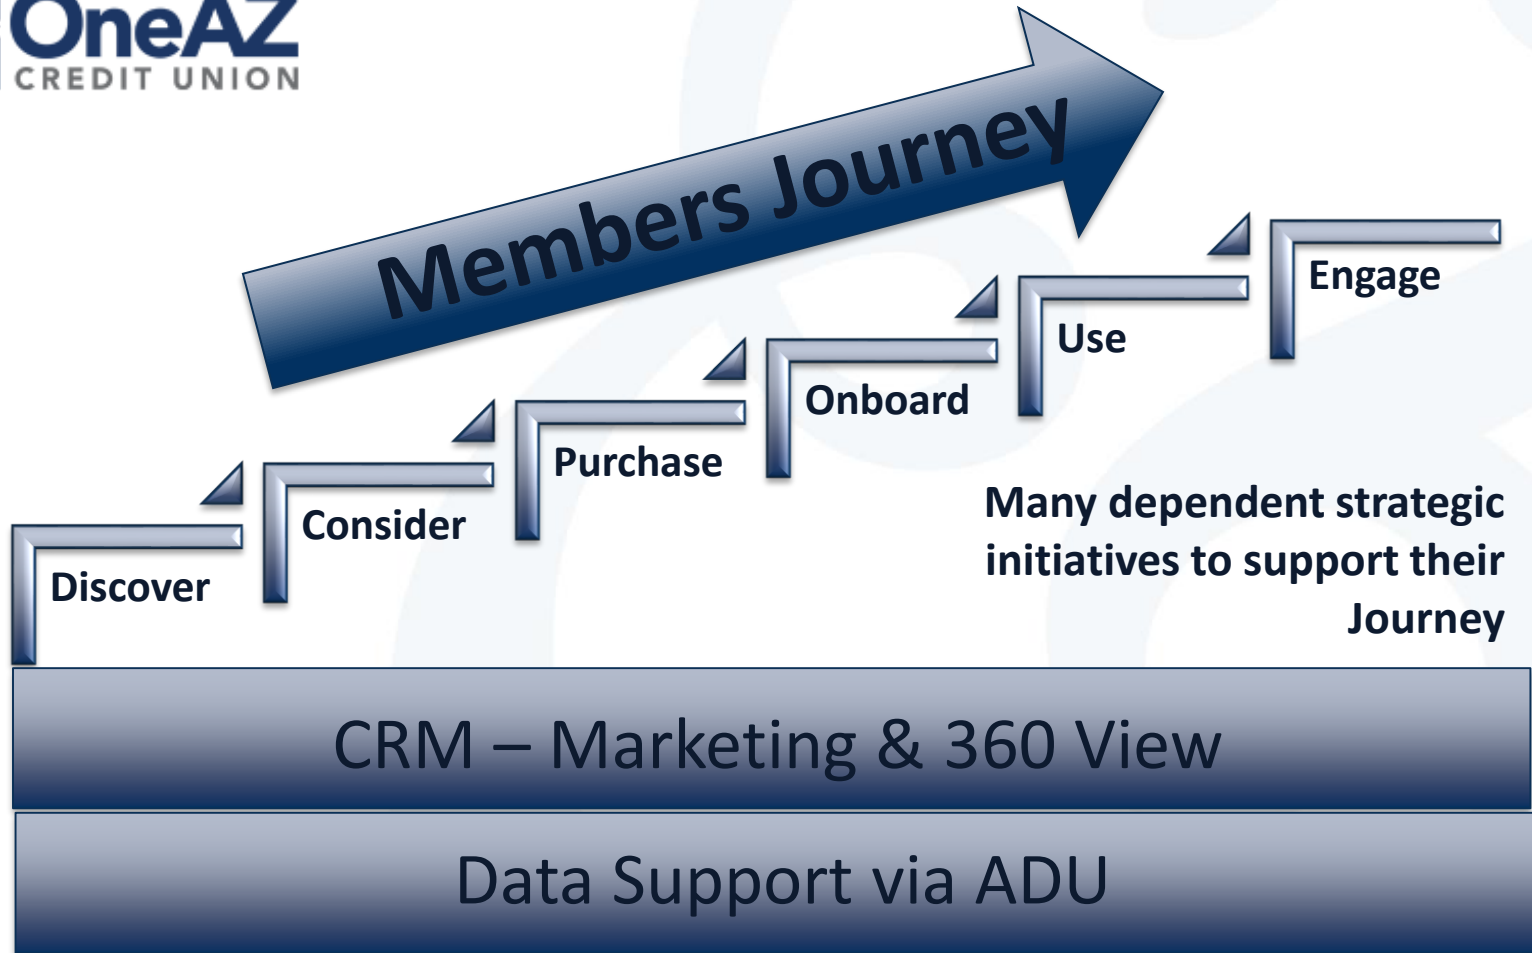 OneAZ
CREDIT UNION
Members Journey
Engage
Use
Onboard
Purchase
Consider
Discover
Many dependent strategic
initiatives to support their
Journey
CRM – Marketing & 360 View
Data Support via ADU